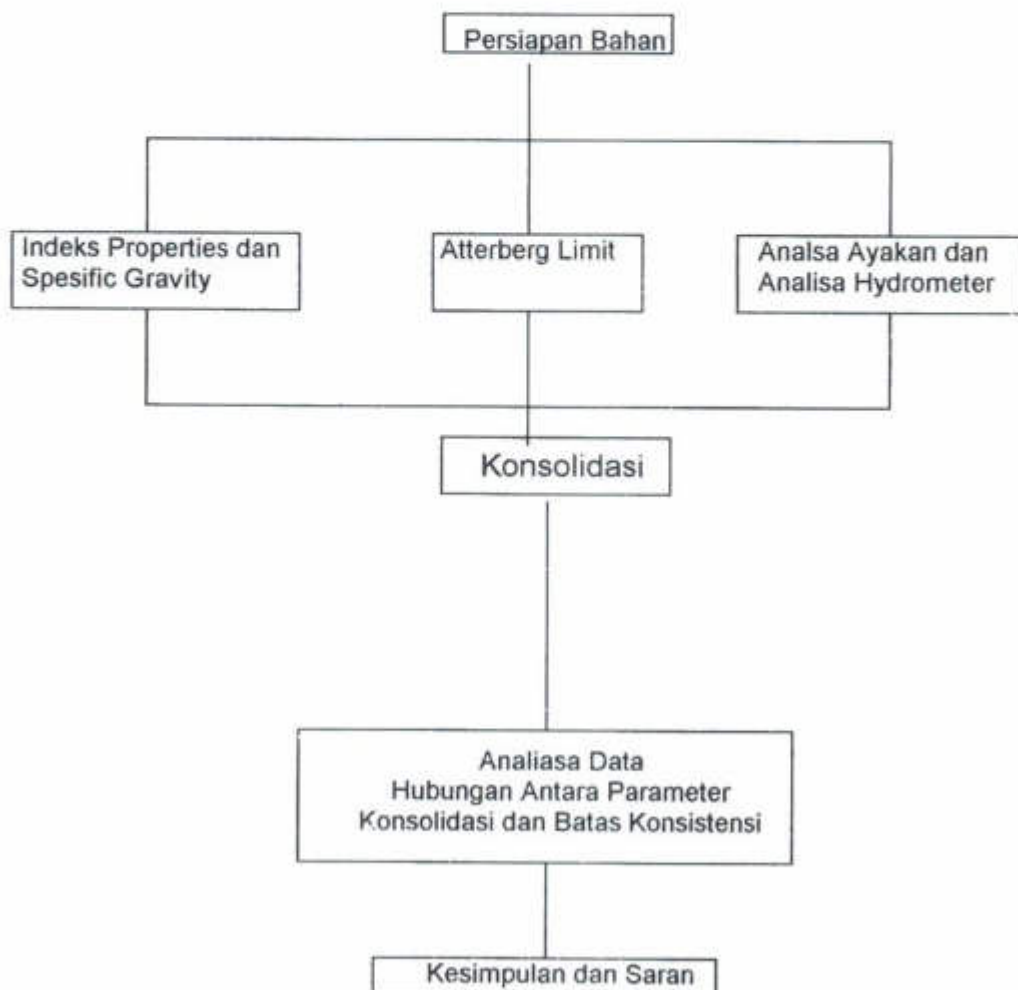 Persiapan Bahan
Indeks Properties dan
Spesific Gravity
Atterberg Limit
Analsa Ayakan dan
Analisa Hydrometer
Konsolidasi
Analiasa Data
Hubungan Antara Parameter
Konsolidasi dan Batas Konsistensi
Kesimpulan dan Saran